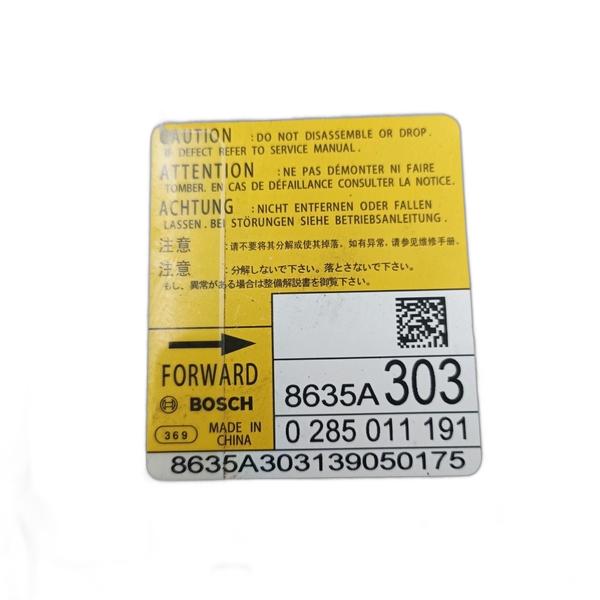 CAUTION : DO NOT DISASSEMBLE OR DROP.
IF DEFECT REFER TO SERVICE MANUAL.
ATTENTION : NE PAS DÉMONTER NI FAIRE
TOMBER. EN CAS DE DÉFAILLANCE CONSULTER LA NOTICE.
ACHTUNG : NICHT ENTFERNEN ODER FALLEN
LASSEN. BEI STÖRUNGEN SIEHE BETRIEBSANLEITUNG.
注意 : 请不要将其分解或使其掉落。如有异常，请参见维修手册。
注意 : 分解しないで下さい。落とさないで下さい。
もし、異常がある場合は整備解説書を御覧下さい。
FORWARD
BOSCH
369
MADE IN
CHINA
8635A303
0 285 011 191
8635A303139050175